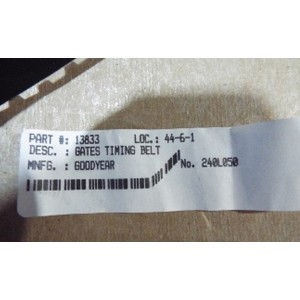 PART #: 13833 LOC.: 44-6-1
DESC. : GATES TIMING BELT
MNFG. : GOODYEAR No. 240L050